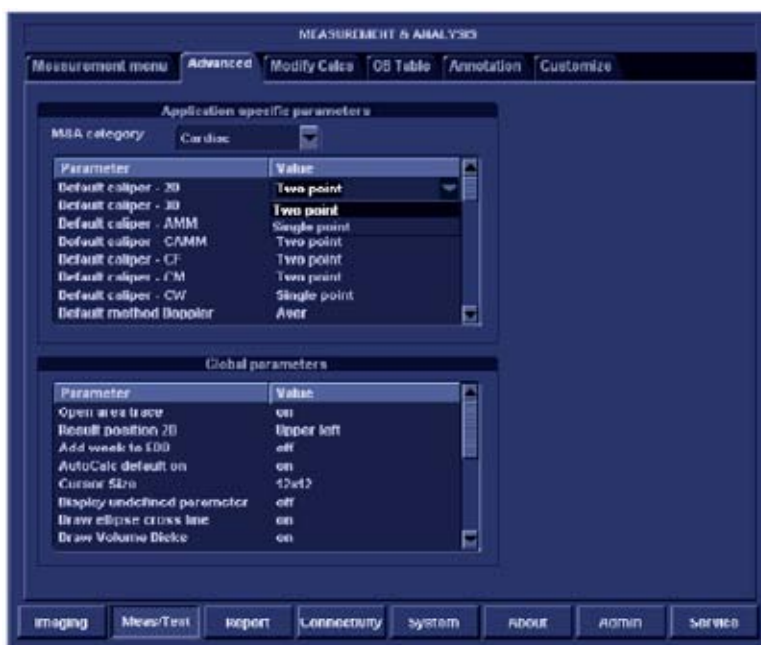 MEASUREMENT & ANALYSIS
Measurement menu Advanced Modify Calcs OB Table Annotation Customize
Application specific parameters
M&A category Cardiac
Parameter Value
Default caliper - 2D Two point
Default caliper - 3D Two point
Default caliper - AMM Single point
Default caliper - CAMM Two point
Default caliper - CF Two point
Default caliper - CM Two point
Default caliper - CW Single point
Default method Doppler Aver
Global parameters
Parameter Value
Open area trace on
Result position 2D Upper left
Add week to EDD off
AutoCalc default on on
Cursor Size 12x12
Display undefined parameter off
Draw ellipse cross line on
Draw Volume Disks on
Imaging Meas/Text Report Connectivity System About Admin Service